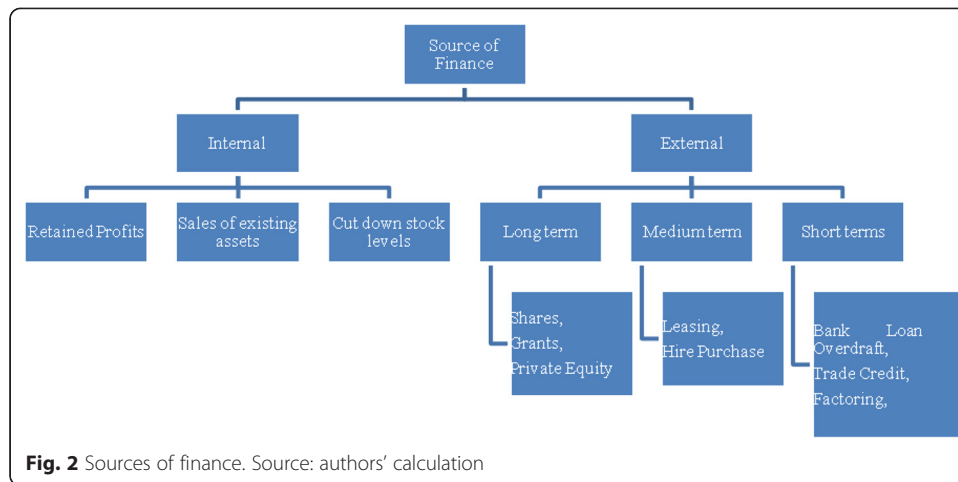 Source of
Finance
Internal
External
Retained Profits
Sales of existing
assets
Cut down stock
levels
Long term
Medium term
Short terms
Shares,
Grants,
Private Equity
Leasing,
Hire Purchase
Bank Loan
Overdraft,
Trade Credit,
Factoring,
Fig. 2 Sources of finance. Source: authors’ calculation